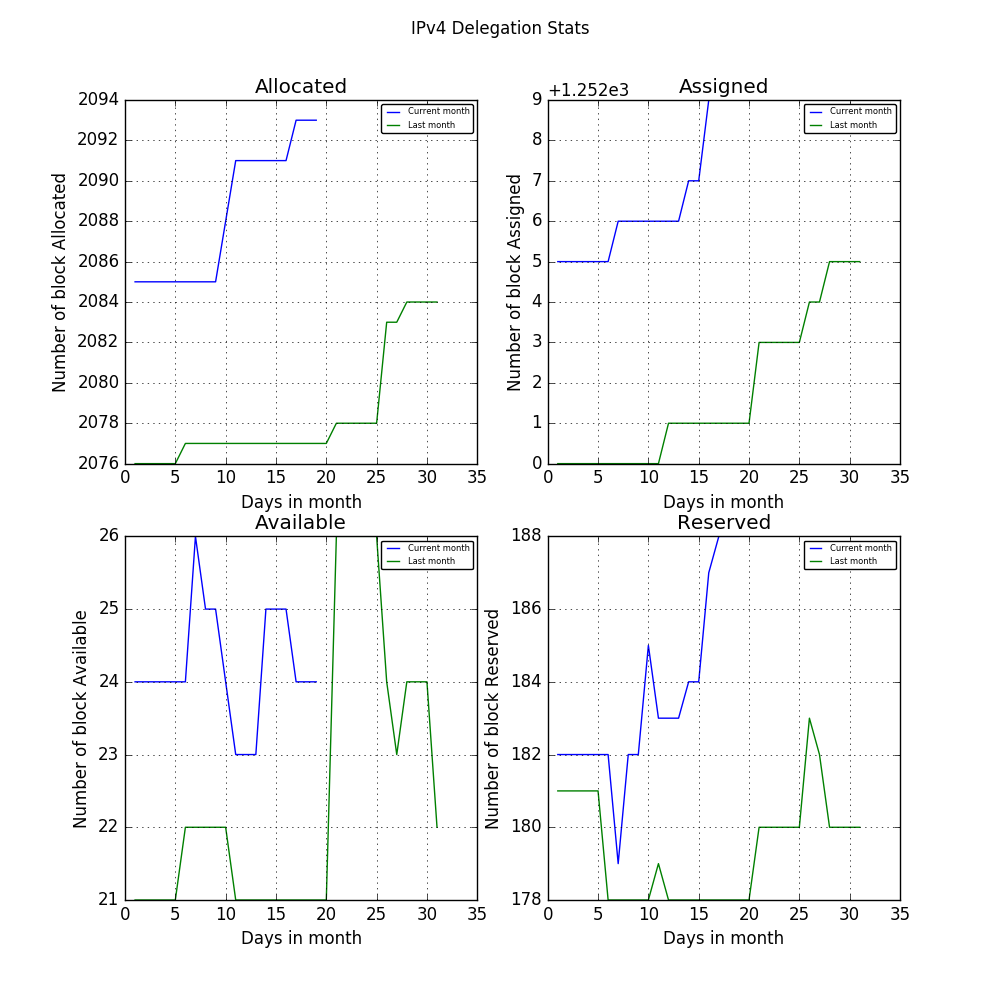 IPv4 Delegation Stats
Allocated
2094
2092
2090
2088
2086
2084
2082
2080
2078
2076
0 5 10 15 20 25 30 35
Number of block Allocated
Days in month
Current month
Last month
+1.252e3
Assigned
9
8
7
6
5
4
3
2
1
0
0 5 10 15 20 25 30 35
Number of block Assigned
Days in month
Current month
Last month
Available
26
25
24
23
22
21
0 5 10 15 20 25 30 35
Number of block Available
Days in month
Current month
Last month
Reserved
188
186
184
182
180
178
0 5 10 15 20 25 30 35
Number of block Reserved
Days in month
Current month
Last month